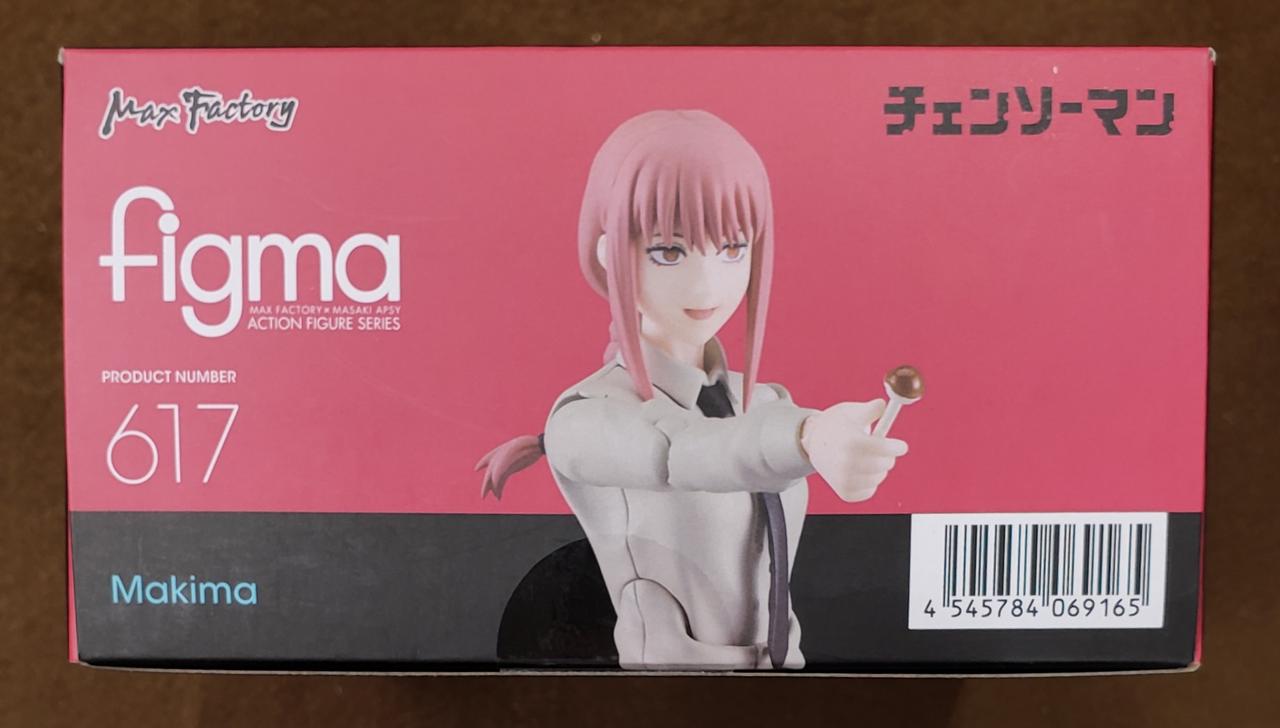 Max Factory
チェンソーマン
figma
MAX FACTORY × MASAKI APSY
ACTION FIGURE SERIES
PRODUCT NUMBER
617
Makima
4 545784 069165